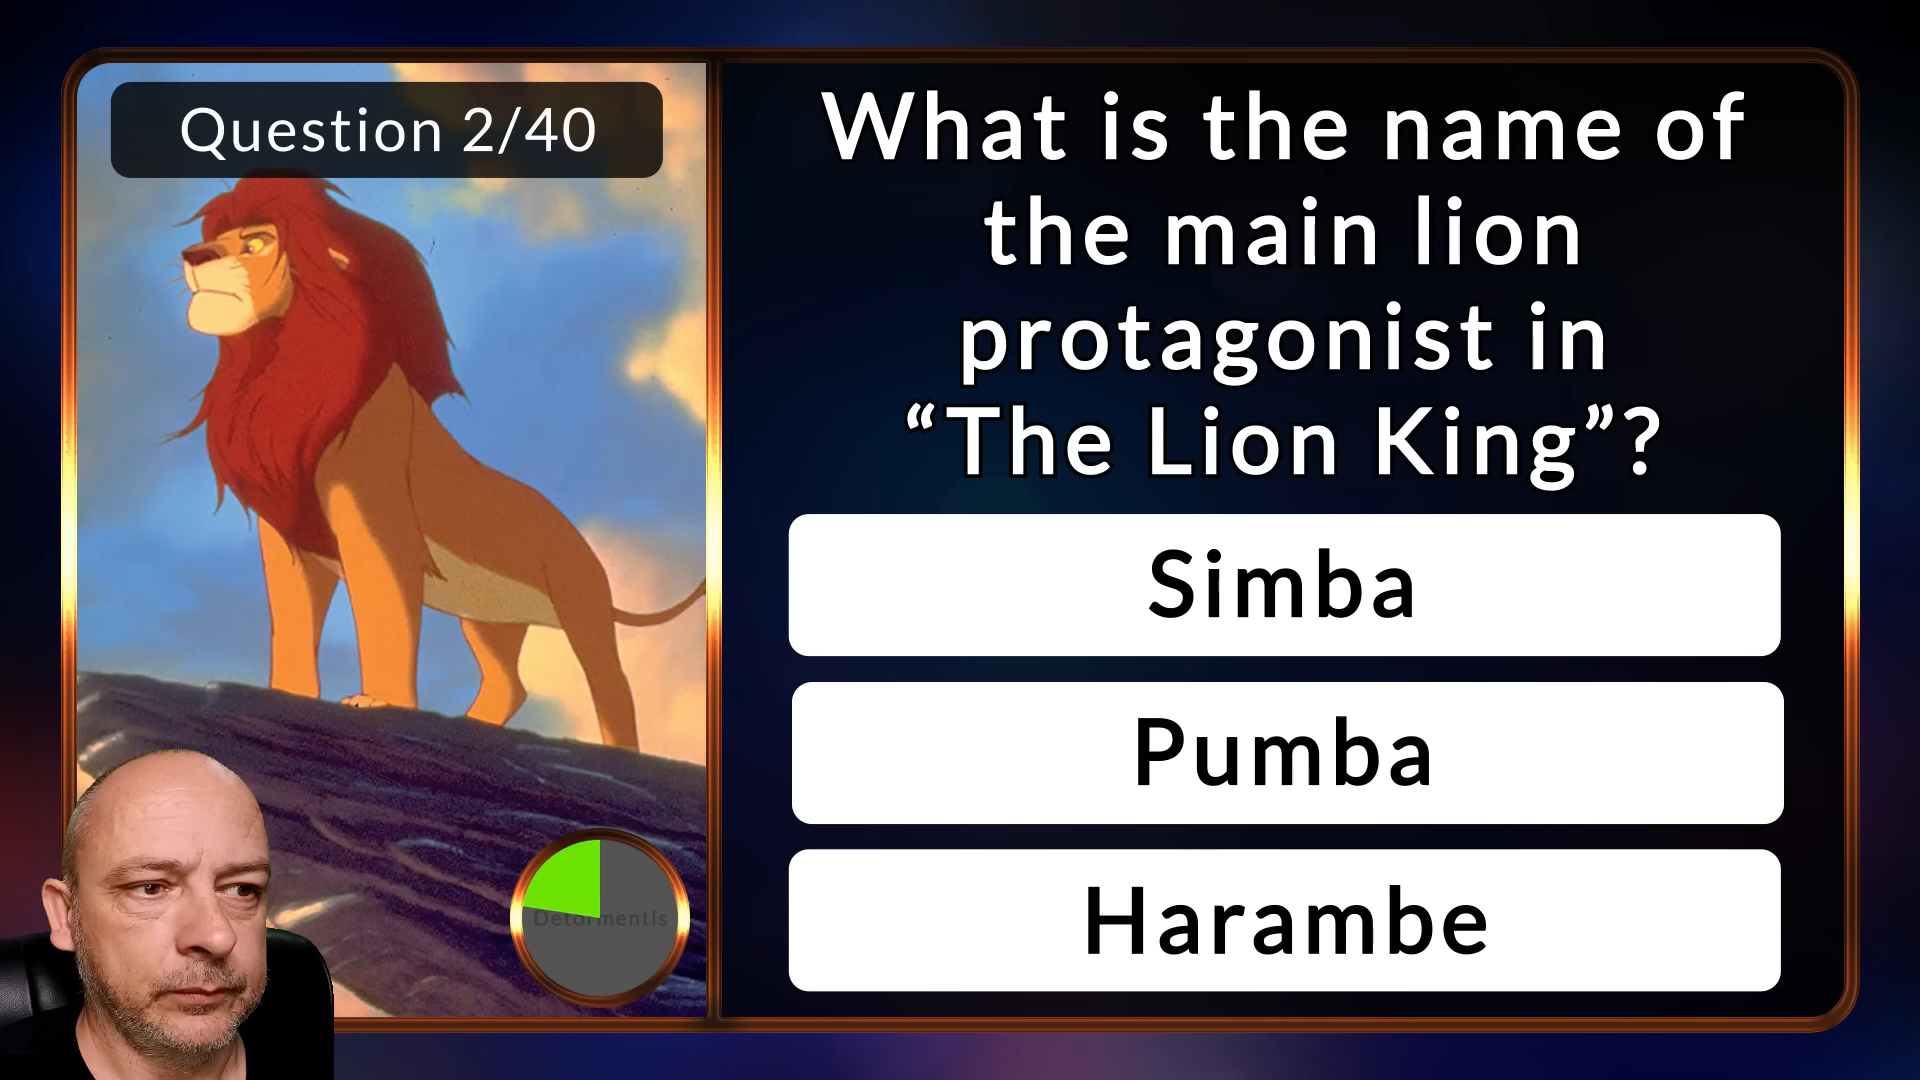 Question 2/40
What is the name of
the main lion
protagonist in
“The Lion King”?
Simba
Pumba
Harambe
Detormentis